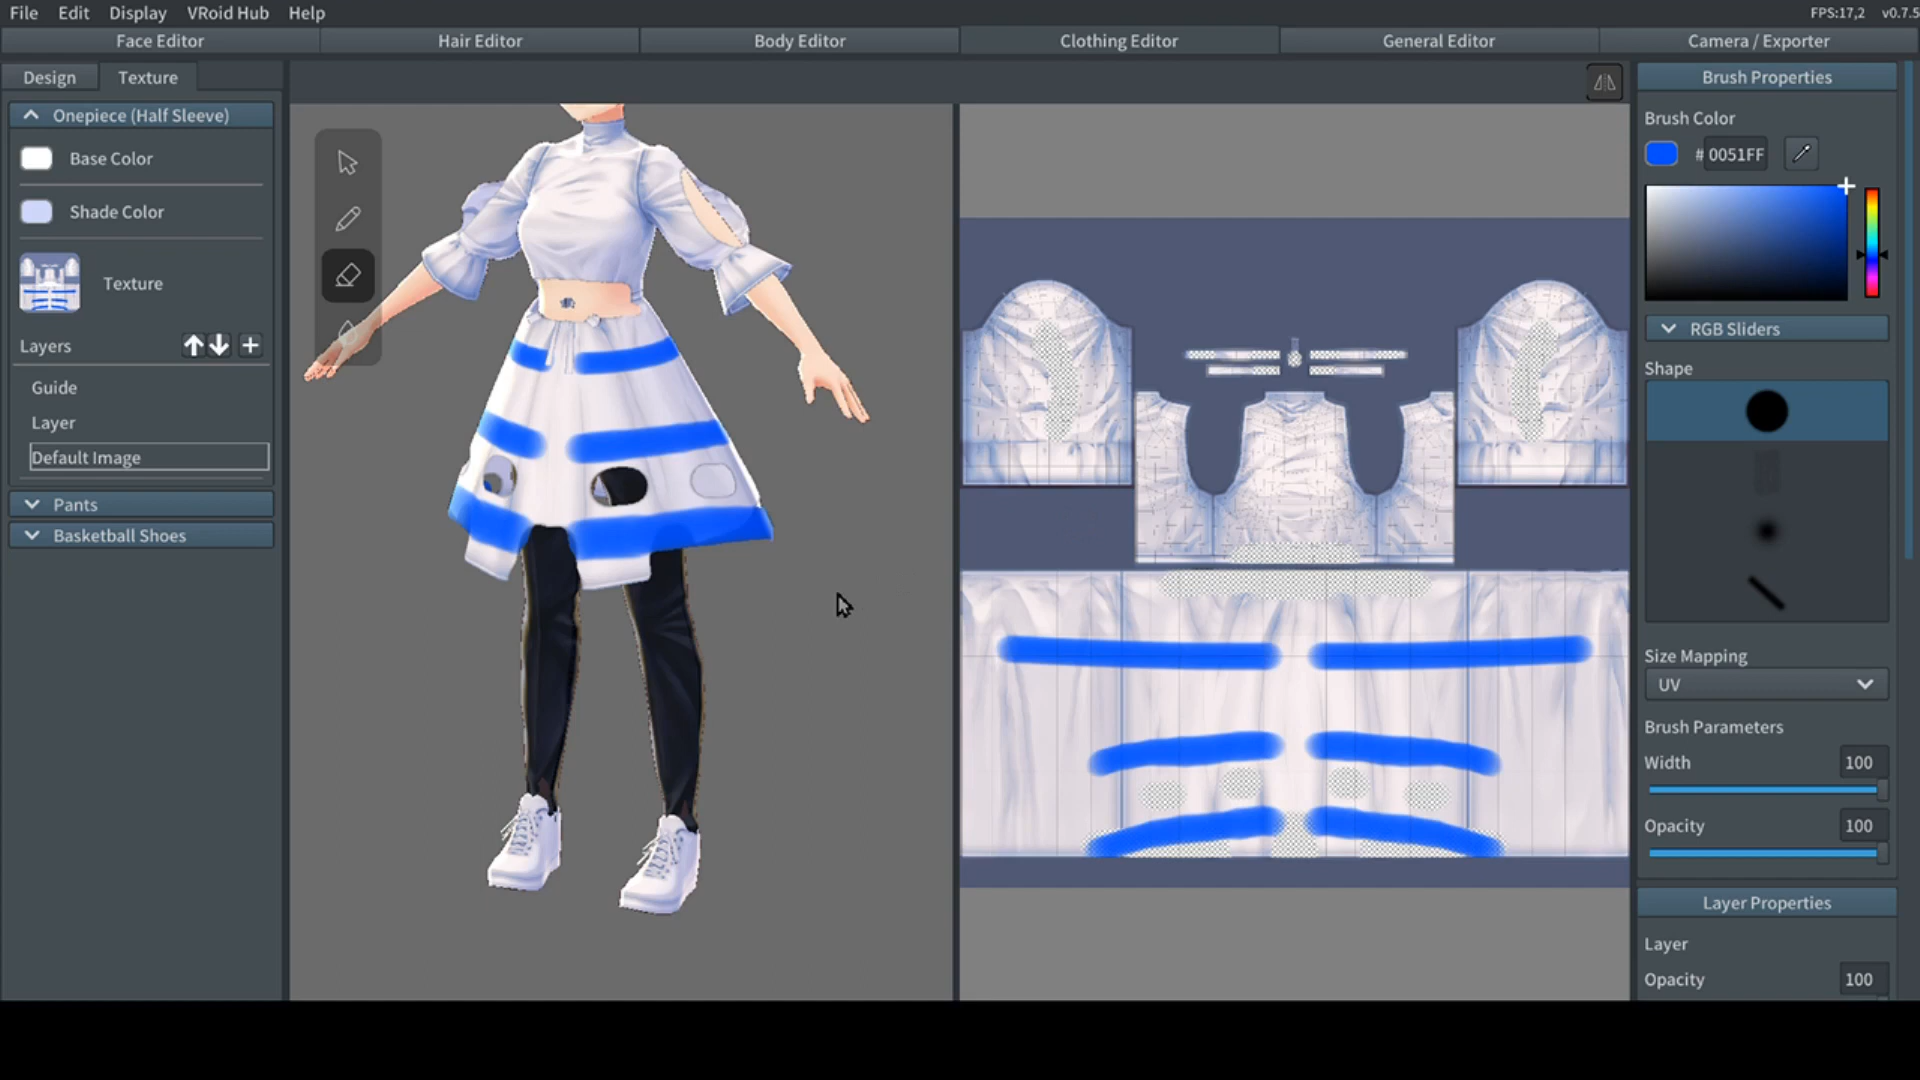 File Edit Display VRoid Hub Help
FPS:17,2 v0.7.5
Face Editor
Hair Editor
Body Editor
Clothing Editor
General Editor
Camera / Exporter
Design
Texture
Onepiece (Half Sleeve)
Base Color
Shade Color
Texture
Layers
Guide
Layer
Default Image
Pants
Basketball Shoes
Brush Properties
Brush Color
# 0051FF
RGB Sliders
Shape
Size Mapping
UV
Brush Parameters
Width 100
Opacity 100
Layer Properties
Layer
Opacity 100